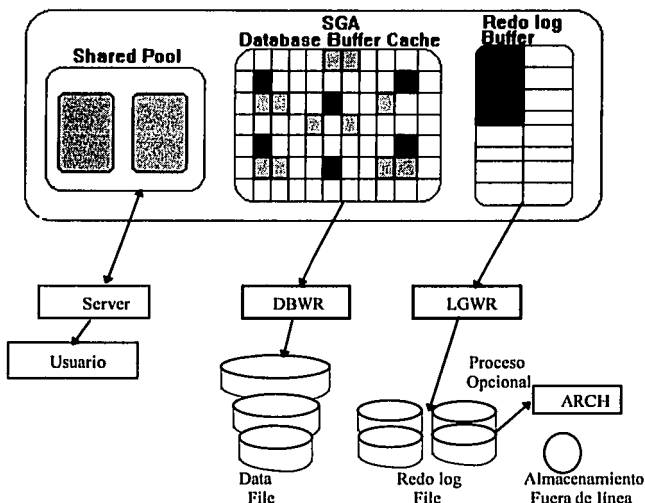 SGA
Database Buffer Cache
Redo log
Buffer
Shared Pool
Server
DBWR
LGWR
Usuario
Proceso
Opcional
ARCH
Data
File
Redo log
File
Almacenamiento
Fuera de línea